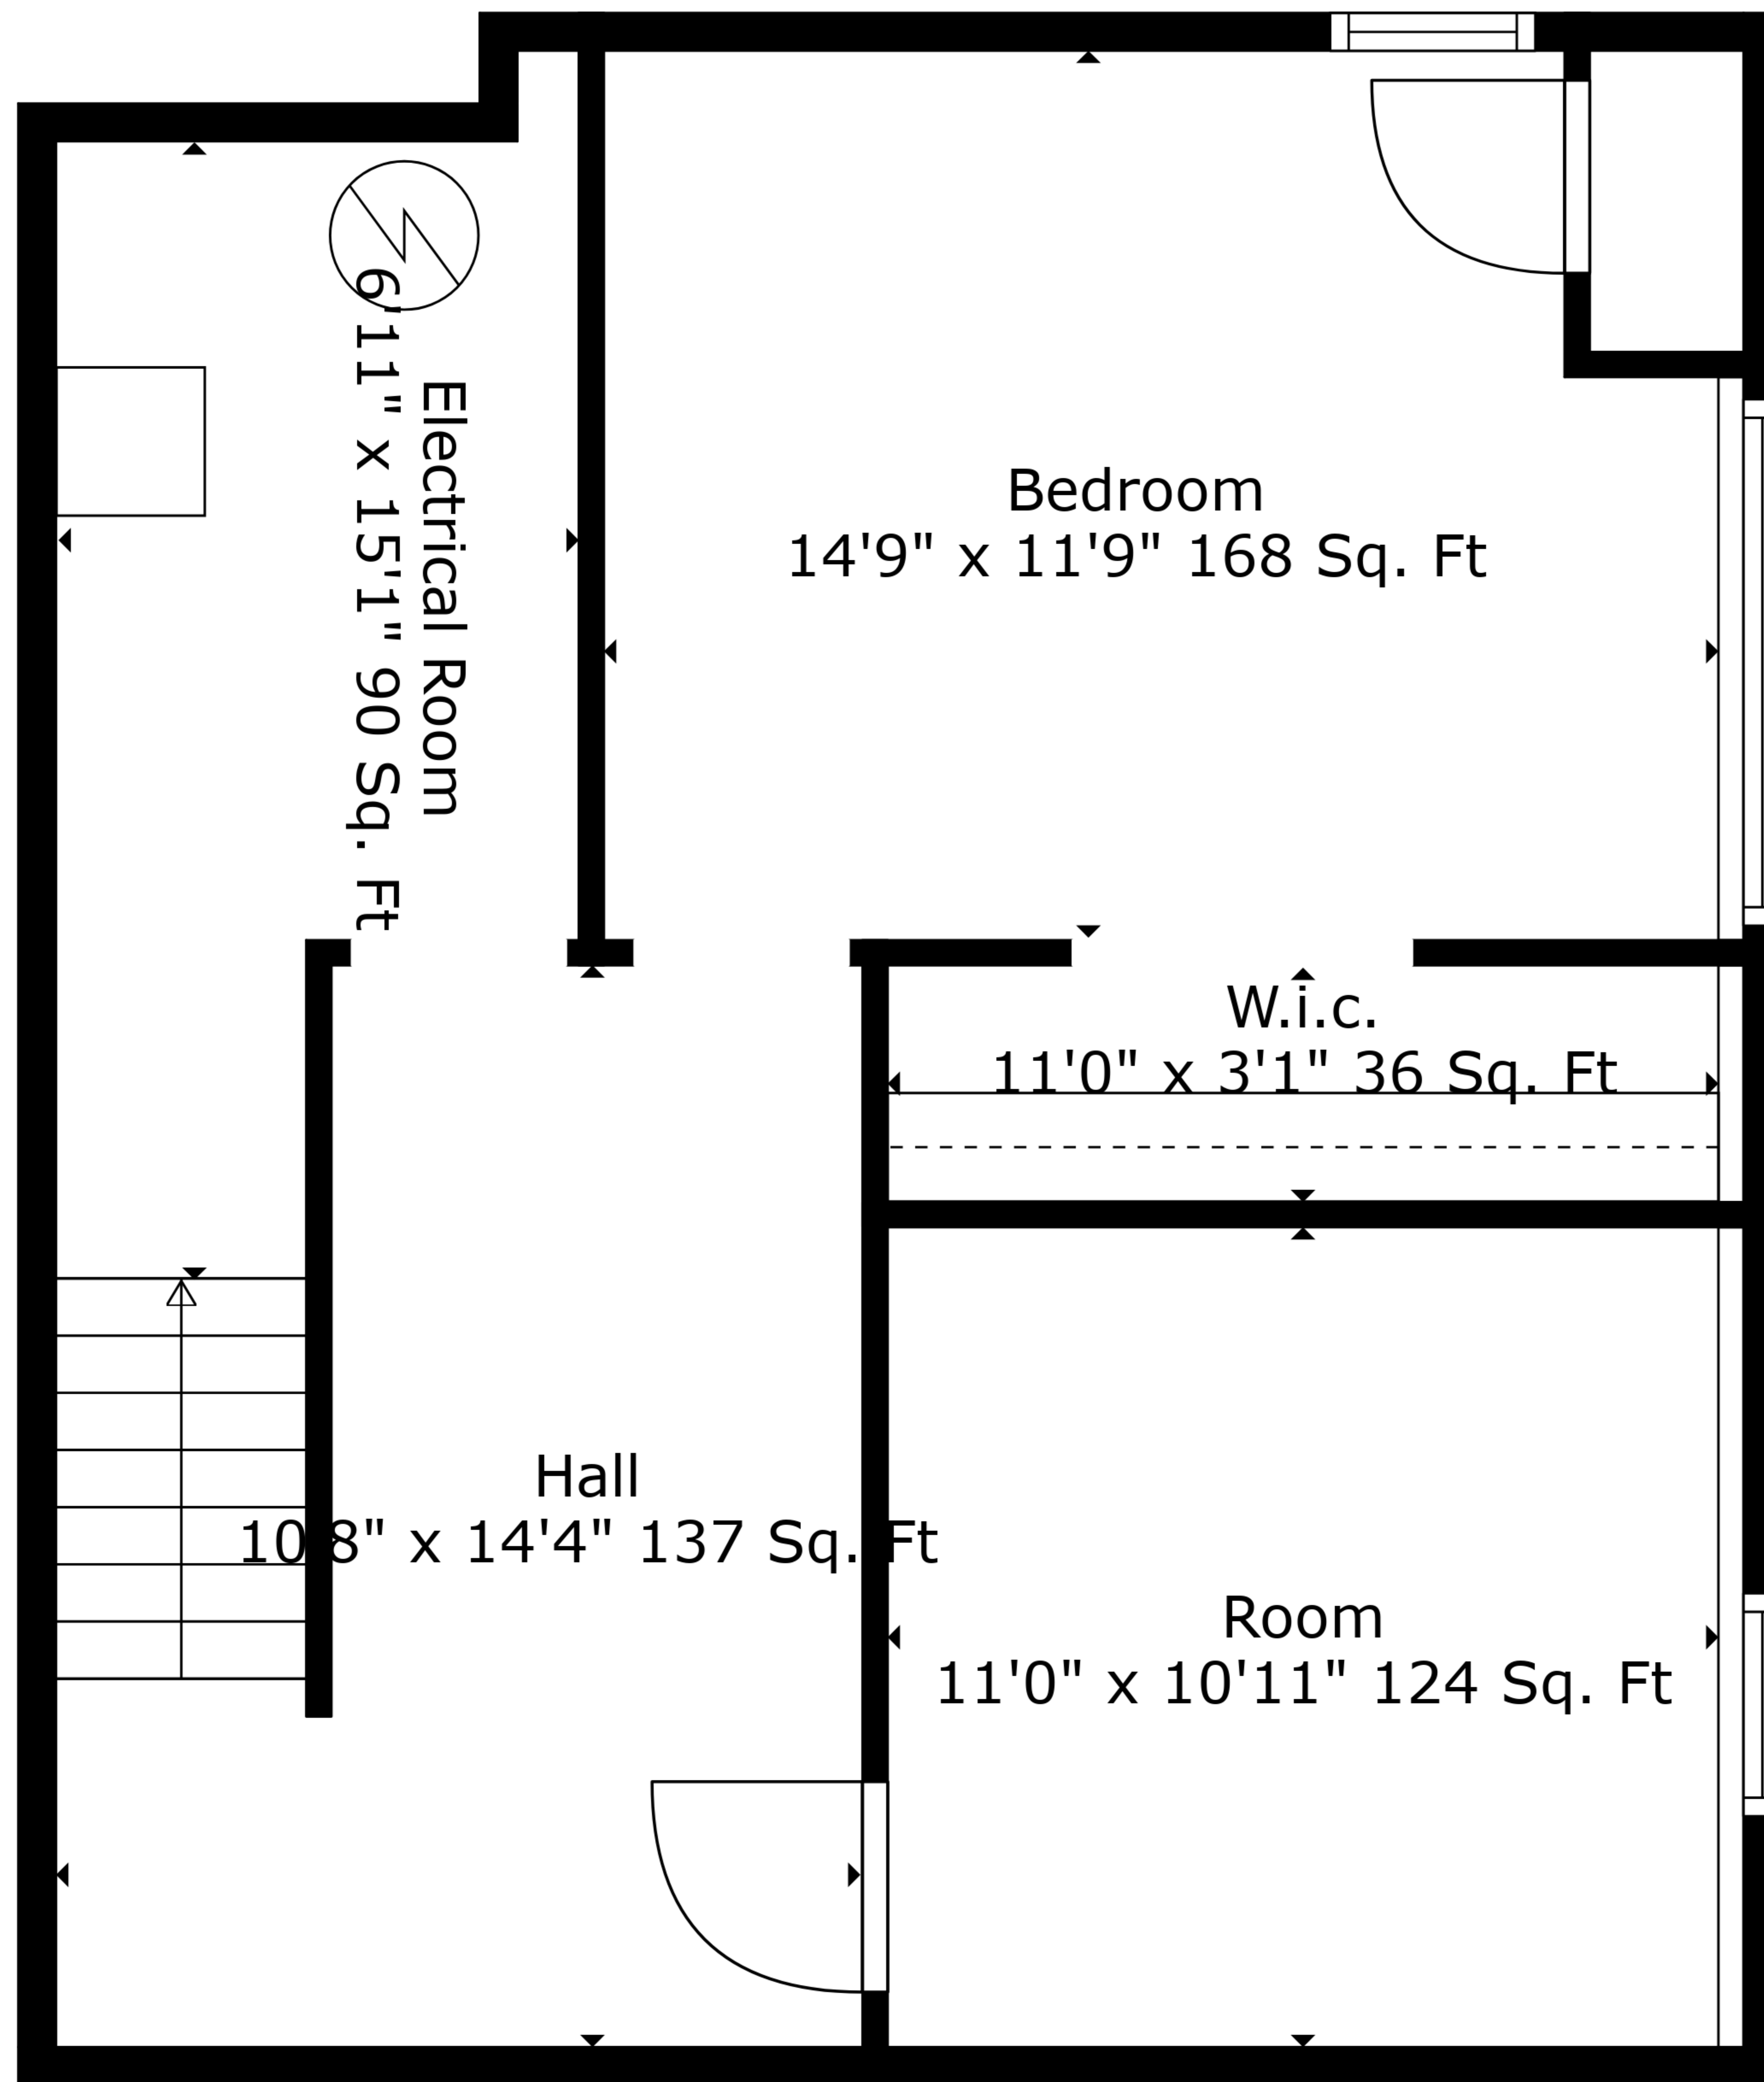 Electrical Room
6'11" x 15'1" 90 Sq. Ft
Bedroom
14'9" x 11'9" 168 Sq. Ft
W.i.c.
11'0" x 3'1" 36 Sq. Ft
Hall
10'8" x 14'4" 137 Sq. Ft
Room
11'0" x 10'11" 124 Sq. Ft